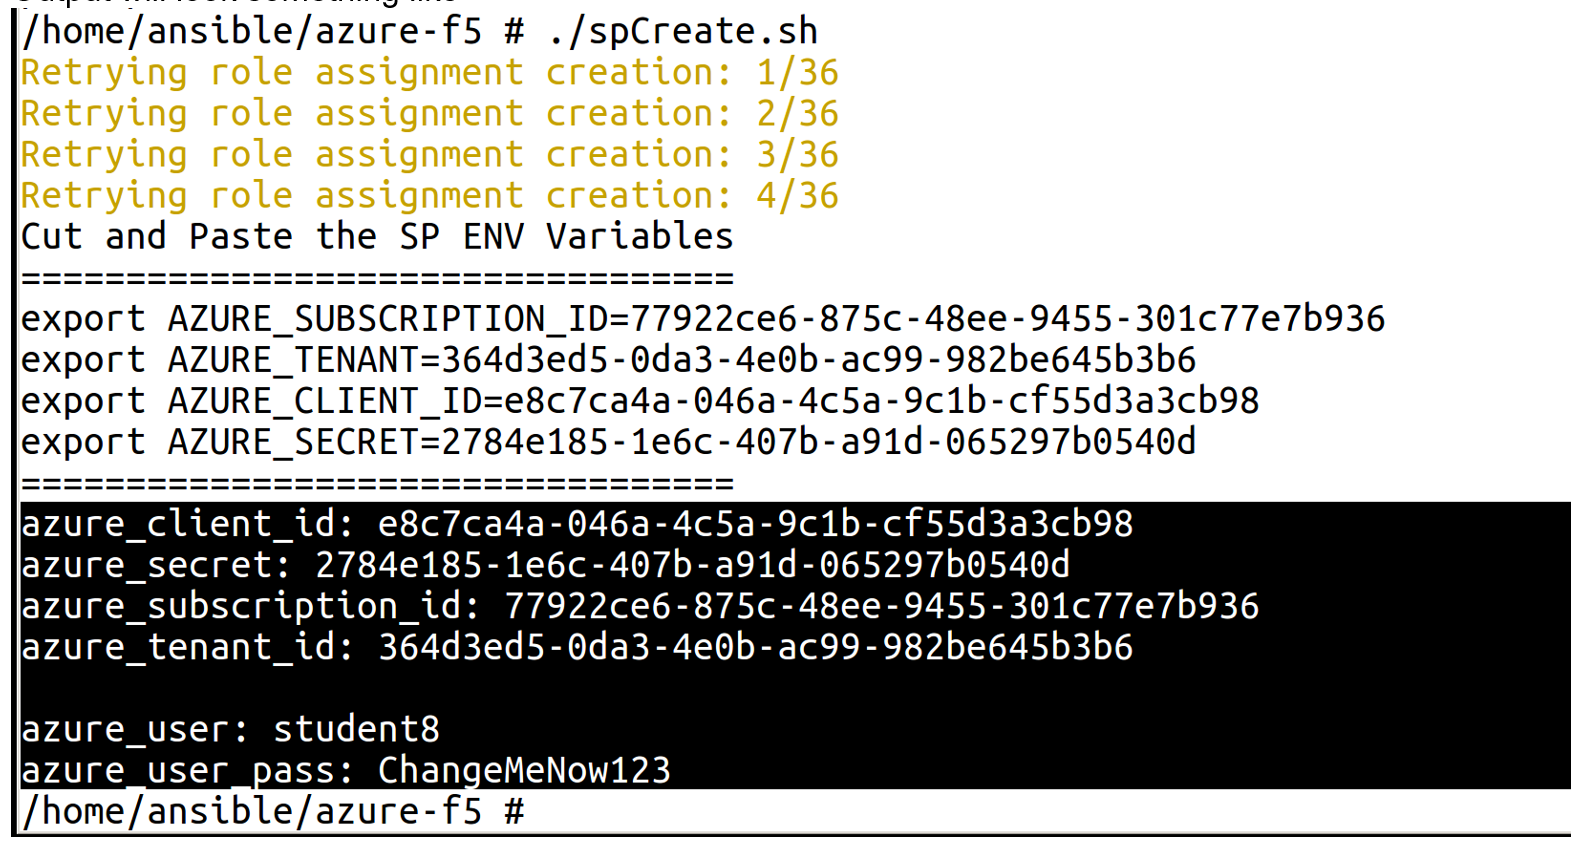 /home/ansible/azure-f5 # ./spCreate.sh
Retrying role assignment creation: 1/36
Retrying role assignment creation: 2/36
Retrying role assignment creation: 3/36
Retrying role assignment creation: 4/36
Cut and Paste the SP ENV Variables
==================================
export AZURE_SUBSCRIPTION_ID=77922ce6-875c-48ee-9455-301c77e7b936
export AZURE_TENANT=364d3ed5-0da3-4e0b-ac99-982be645b3b6
export AZURE_CLIENT_ID=e8c7ca4a-046a-4c5a-9c1b-cf55d3a3cb98
export AZURE_SECRET=2784e185-1e6c-407b-a91d-065297b0540d
==================================
azure_client_id: e8c7ca4a-046a-4c5a-9c1b-cf55d3a3cb98
azure_secret: 2784e185-1e6c-407b-a91d-065297b0540d
azure_subscription_id: 77922ce6-875c-48ee-9455-301c77e7b936
azure_tenant_id: 364d3ed5-0da3-4e0b-ac99-982be645b3b6
azure_user: student8
azure_user_pass: ChangeMeNow123
/home/ansible/azure-f5 #